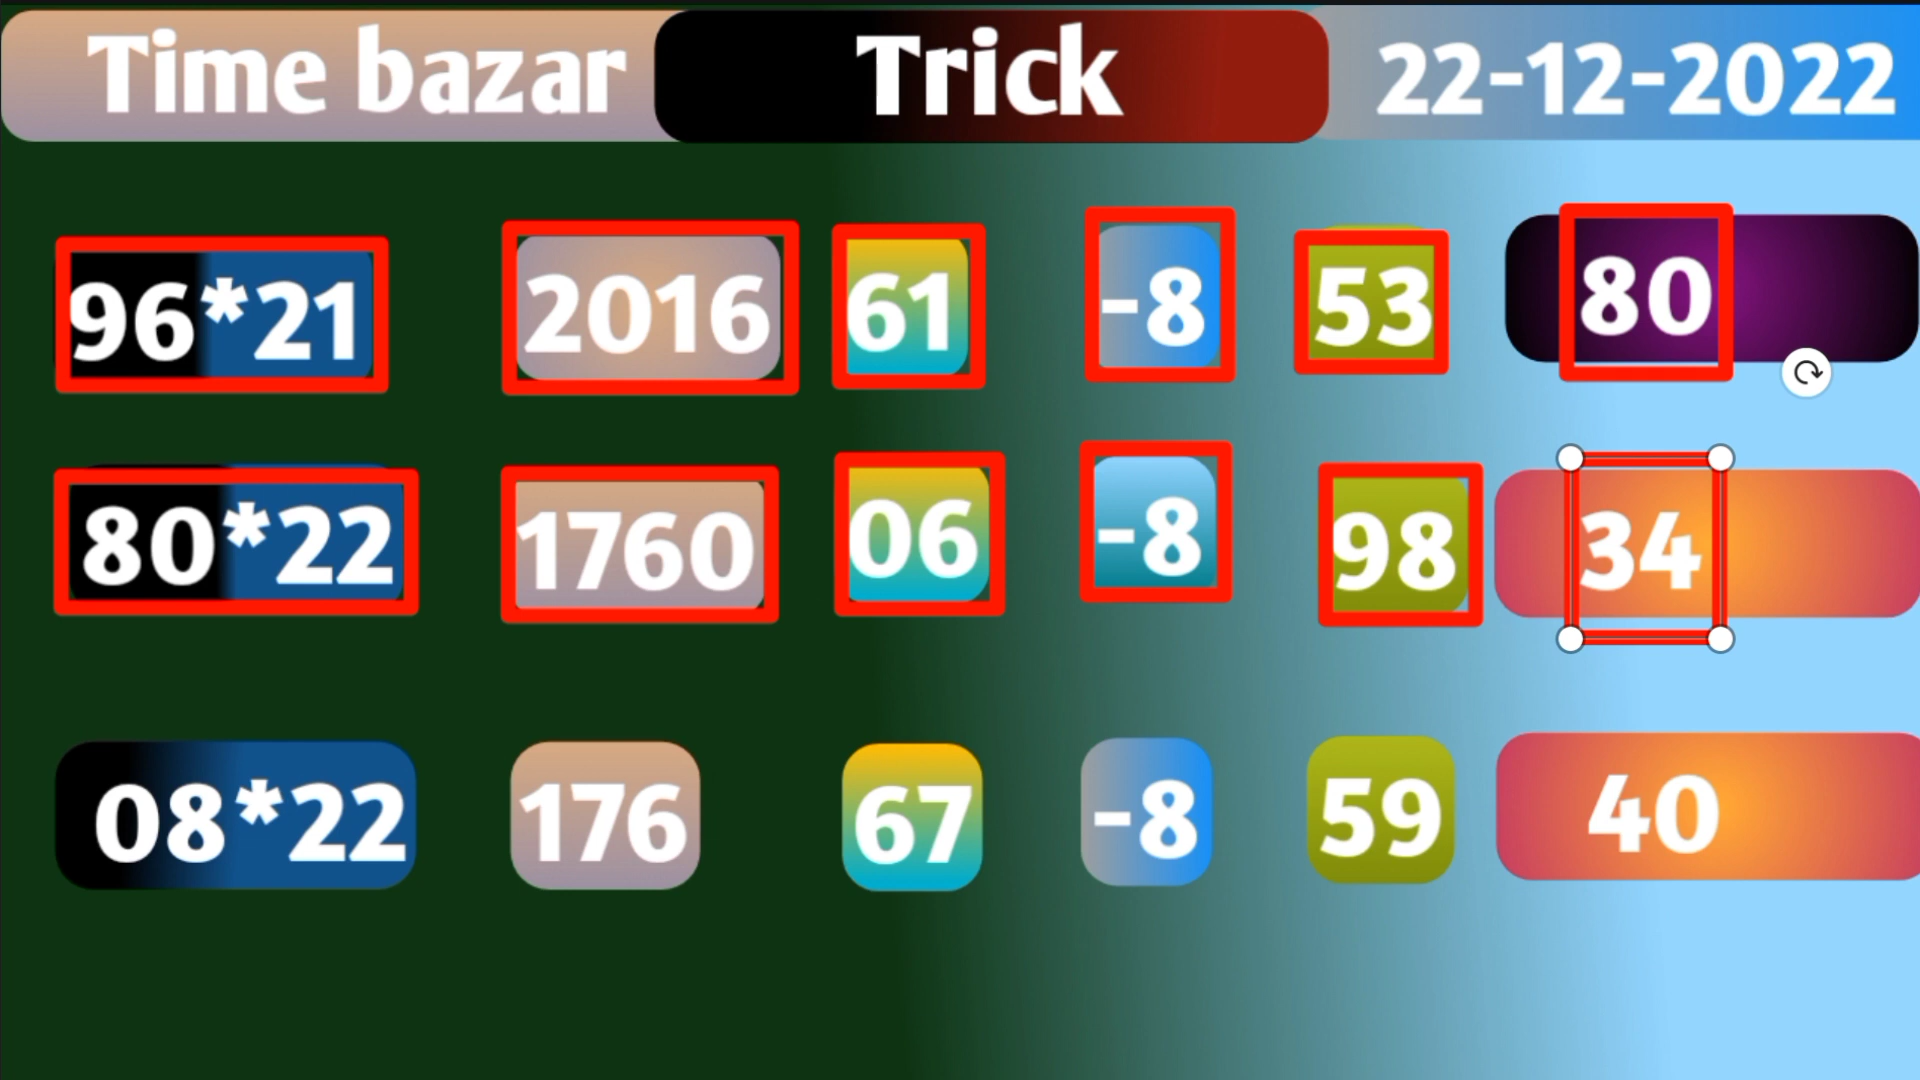 Time bazar Trick 22-12-2022
96*21 2016 61 -8 53 80
80*22 1760 06 -8 98 34
08*22 176 67 -8 59 40